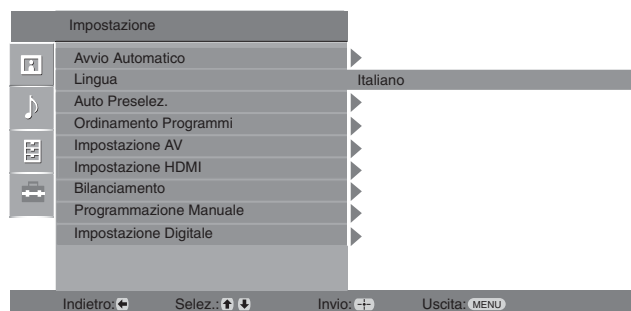 Impostazione
Avvio Automatico
Lingua Italiano
Auto Preselez.
Ordinamento Programmi
Impostazione AV
Impostazione HDMI
Bilanciamento
Programmazione Manuale
Impostazione Digitale
Indietro: Selez.: Invio: Uscita: MENU